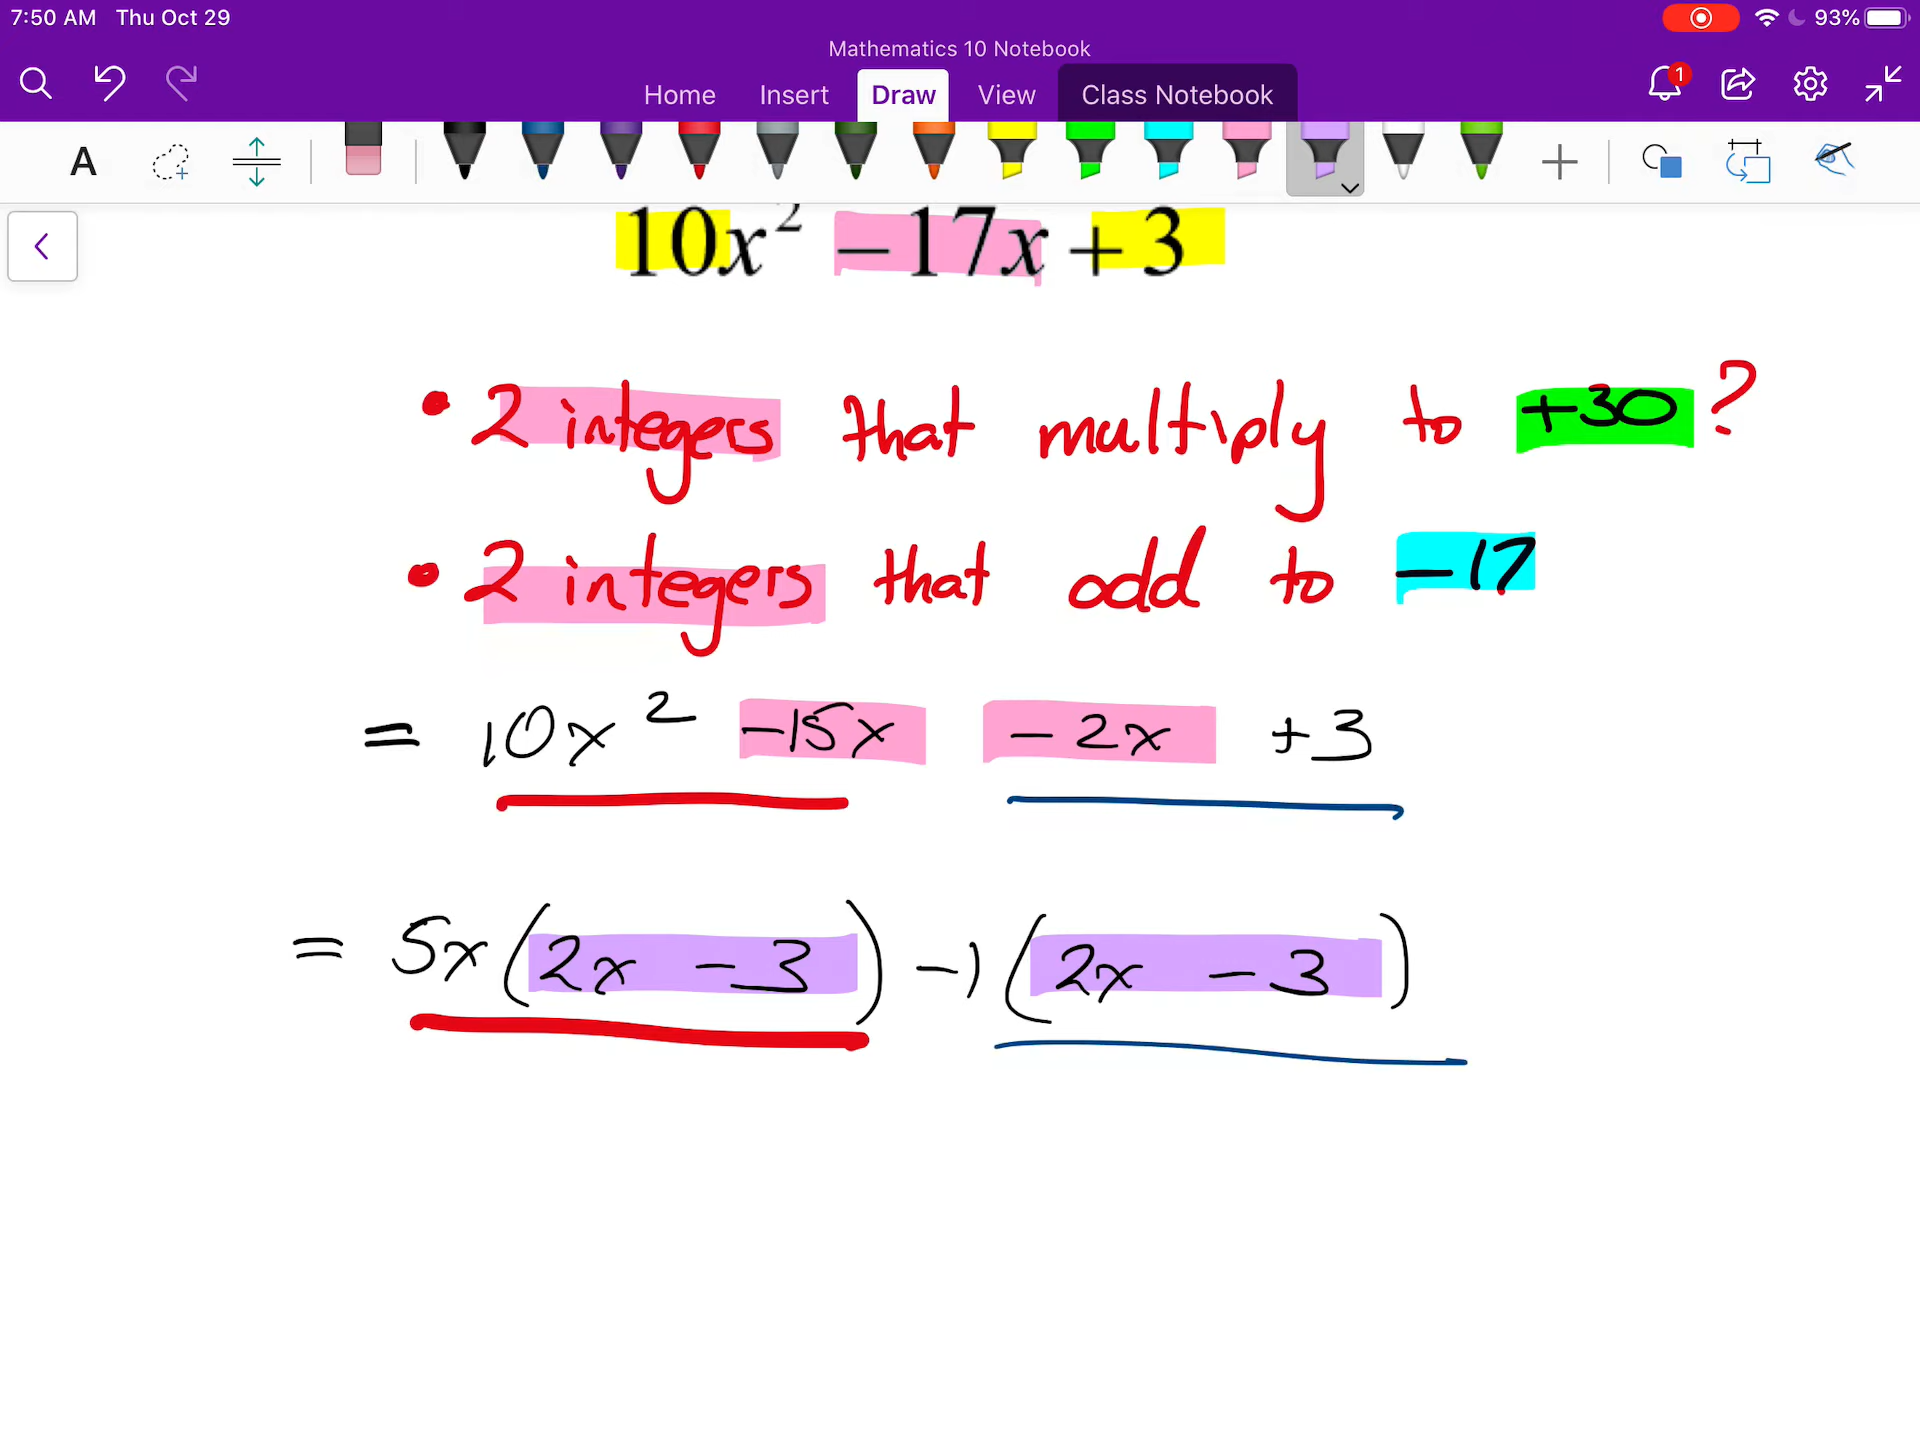 7:50 AM Thu Oct 29 93%
Mathematics 10 Notebook
Home Insert Draw View Class Notebook 1
A
10x² −17x +3
• 2 integers that multiply to +30?
• 2 integers that add to −17
= 10x² −15x − 2x +3
= 5x(2x − 3) −1(2x − 3)